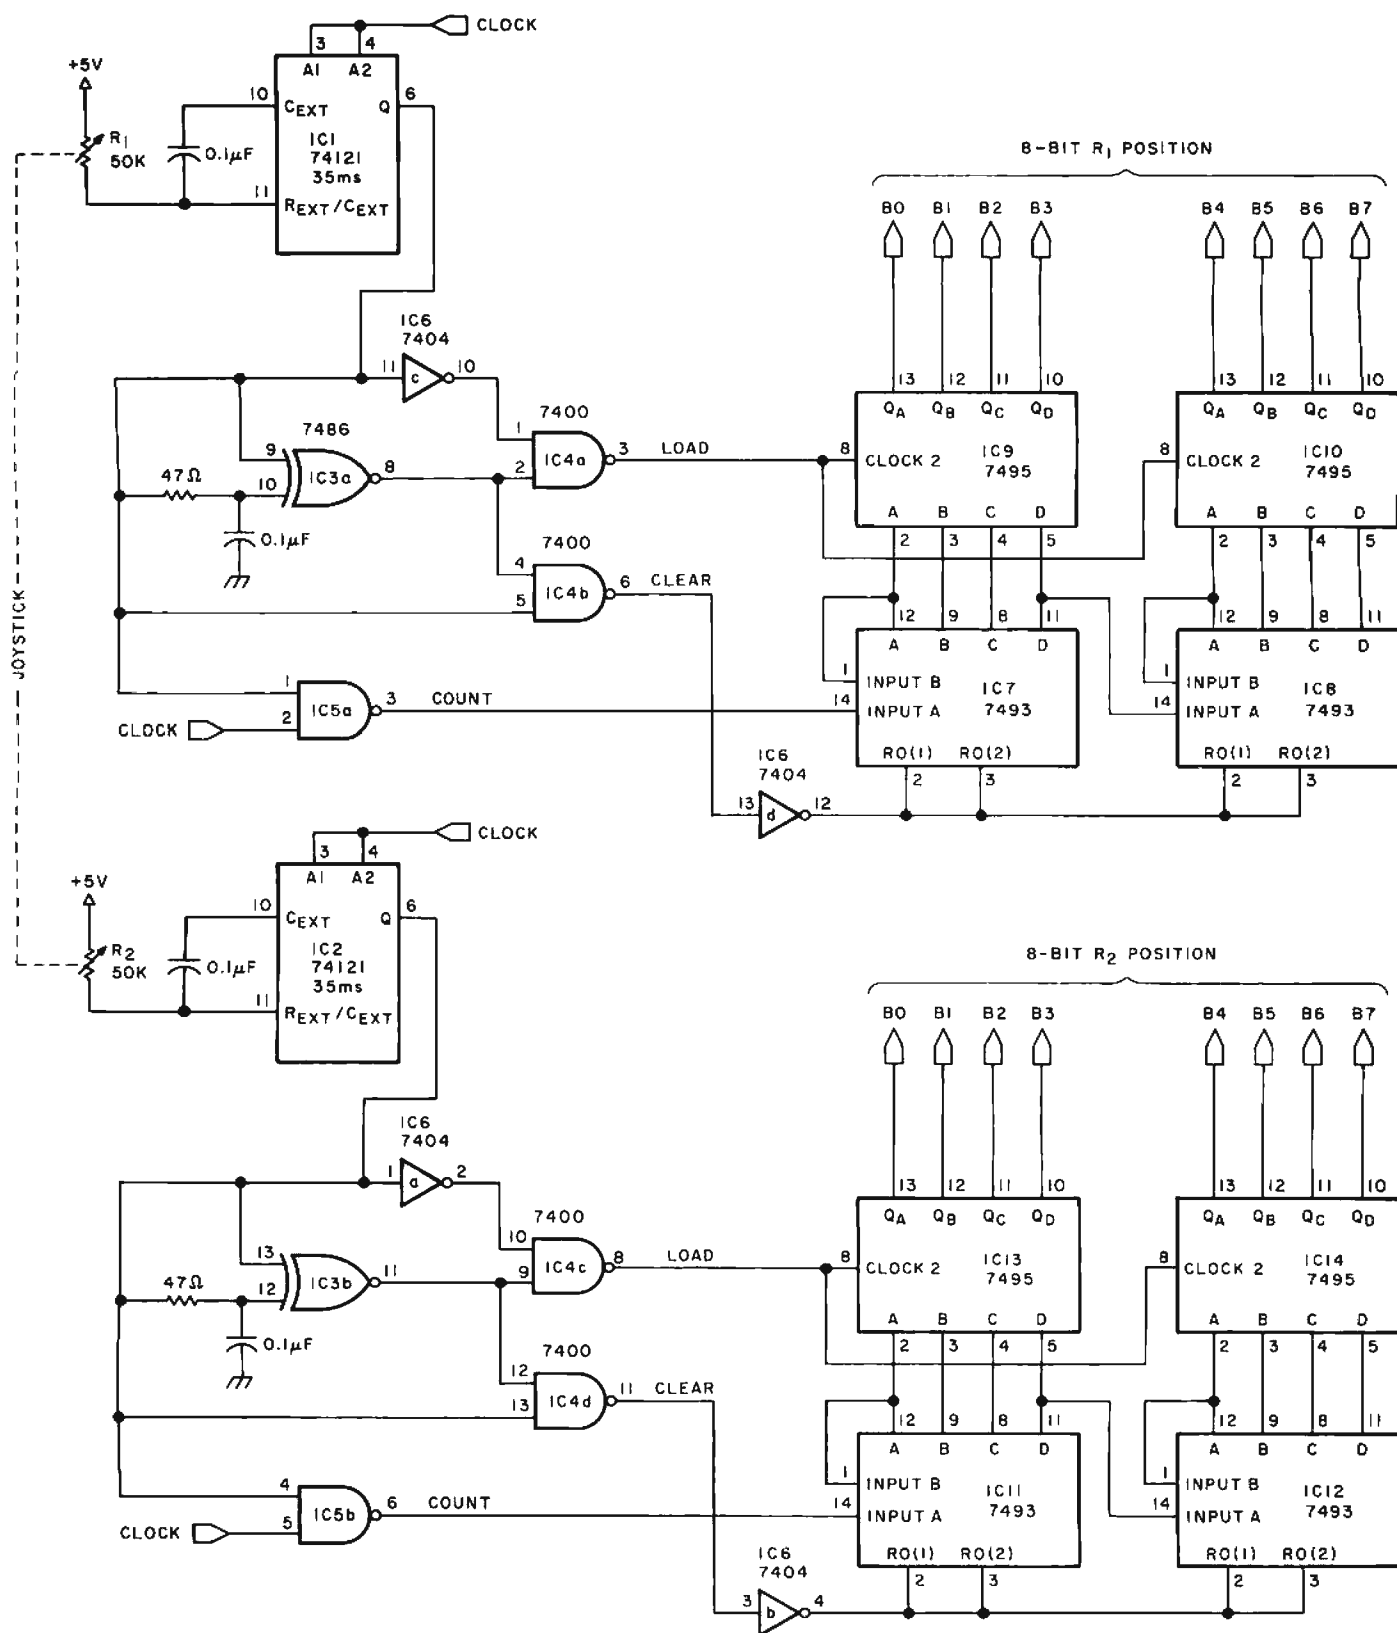 CLOCK
3 4
+5V
A1 A2
10 CEXT Q 6
R1
50K
0.1µF
IC1
74121
35ms
11 REXT/CEXT
8-BIT R1 POSITION
B0 B1 B2 B3 B4 B5 B6 B7
IC6
7404
11 c 10
13 12 11 10 13 12 11 10
QA QB QC QD QA QB QC QD
7486
7400
1
9
IC4a 3 LOAD
8 CLOCK 2
IC9
7495
8 CLOCK 2
IC10
7495
47Ω
10
IC3a 8
2
0.1µF
A B C D A B C D
2 3 4 5 2 3 4 5
7400
4
IC4b 6 CLEAR
5
JOYSTICK
12 9 8 11 12 9 8 11
A B C D A B C D
1 INPUT B
IC7
7493
1 INPUT B
IC8
7493
1
IC5a 3 COUNT
14 INPUT A
14 INPUT A
CLOCK 2
RO(1) RO(2) RO(1) RO(2)
2 3 2 3
IC6
7404
13 d 12
CLOCK
3 4
+5V
A1 A2
10 CEXT Q 6
R2
50K
0.1µF
IC2
74121
35ms
11 REXT/CEXT
8-BIT R2 POSITION
B0 B1 B2 B3 B4 B5 B6 B7
IC6
7404
1 a 2
13 12 11 10 13 12 11 10
QA QB QC QD QA QB QC QD
7400
10
13
IC4c 8 LOAD
8 CLOCK 2
IC13
7495
8 CLOCK 2
IC14
7495
47Ω
12
IC3b 11
9
0.1µF
A B C D A B C D
2 3 4 5 2 3 4 5
7400
12
IC4d 11 CLEAR
13
12 9 8 11 12 9 8 11
A B C D A B C D
1 INPUT B
IC11
7493
1 INPUT B
IC12
7493
4
IC5b 6 COUNT
14 INPUT A
14 INPUT A
CLOCK 5
RO(1) RO(2) RO(1) RO(2)
2 3 2 3
IC6
7404
3 b 4